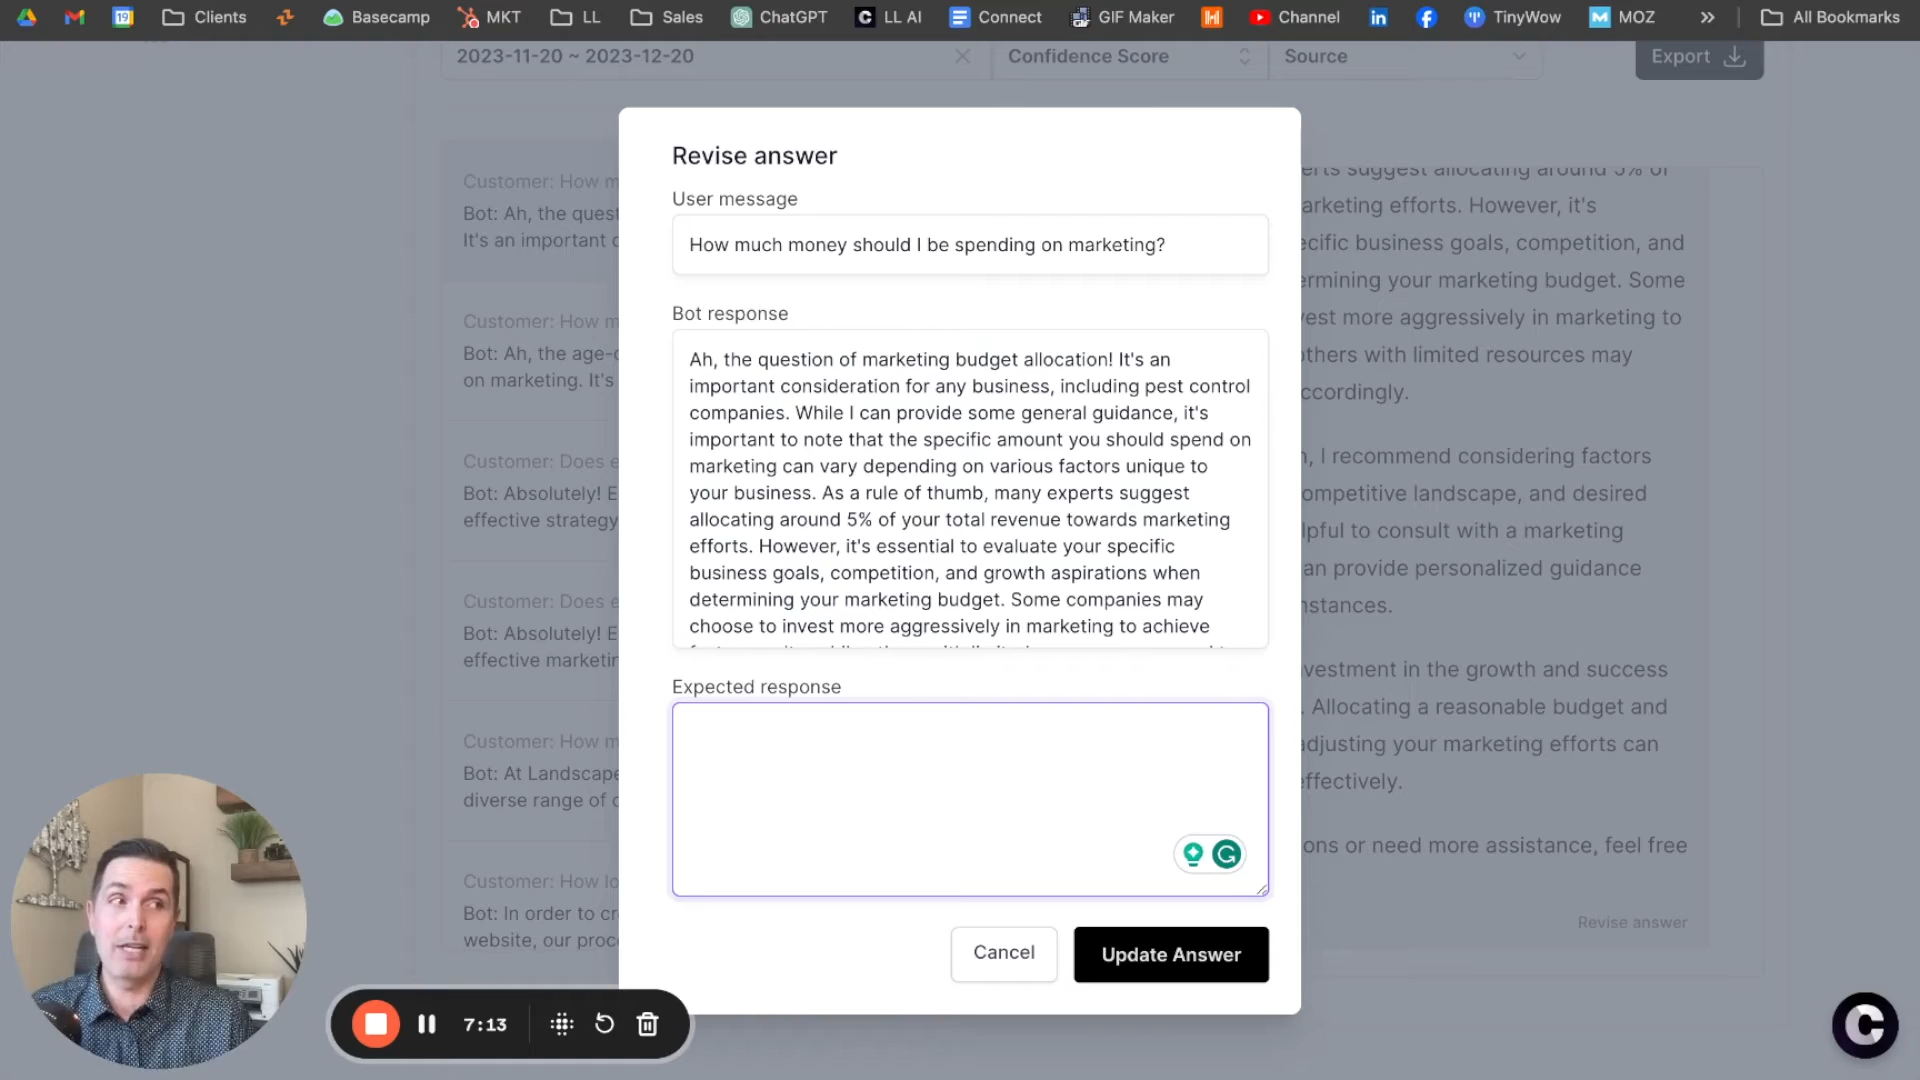 Clients
Basecamp
MKT
LL
Sales
ChatGPT
LL AI
Connect
GIF Maker
Channel
TinyWow
MOZ
All Bookmarks
2023-11-20 ~ 2023-12-20
Confidence Score
Source
Export
Revise answer
User message
How much money should I be spending on marketing?
Bot response
Ah, the question of marketing budget allocation! It's an
important consideration for any business, including pest control
companies. While I can provide some general guidance, it's
important to note that the specific amount you should spend on
marketing can vary depending on various factors unique to
your business. As a rule of thumb, many experts suggest
allocating around 5% of your total revenue towards marketing
efforts. However, it's essential to evaluate your specific
business goals, competition, and growth aspirations when
determining your marketing budget. Some companies may
choose to invest more aggressively in marketing to achieve
Expected response
Cancel
Update Answer
Customer: How m
Bot: Ah, the quest
It's an important c
Customer: How m
Bot: Ah, the age-o
on marketing. It's
Customer: Does e
Bot: Absolutely! E
effective strategy
Customer: Does e
Bot: Absolutely! E
effective marketin
Customer: How m
Bot: At Landscape
diverse range of c
Customer: How lo
Bot: In order to cr
website, our proc
erts suggest allocating around 5% of
arketing efforts. However, it's
ecific business goals, competition, and
ermining your marketing budget. Some
vest more aggressively in marketing to
others with limited resources may
accordingly.
n, I recommend considering factors
ompetitive landscape, and desired
lpful to consult with a marketing
an provide personalized guidance
mstances.
vestment in the growth and success
. Allocating a reasonable budget and
adjusting your marketing efforts can
effectively.
ons or need more assistance, feel free
Revise answer
7:13